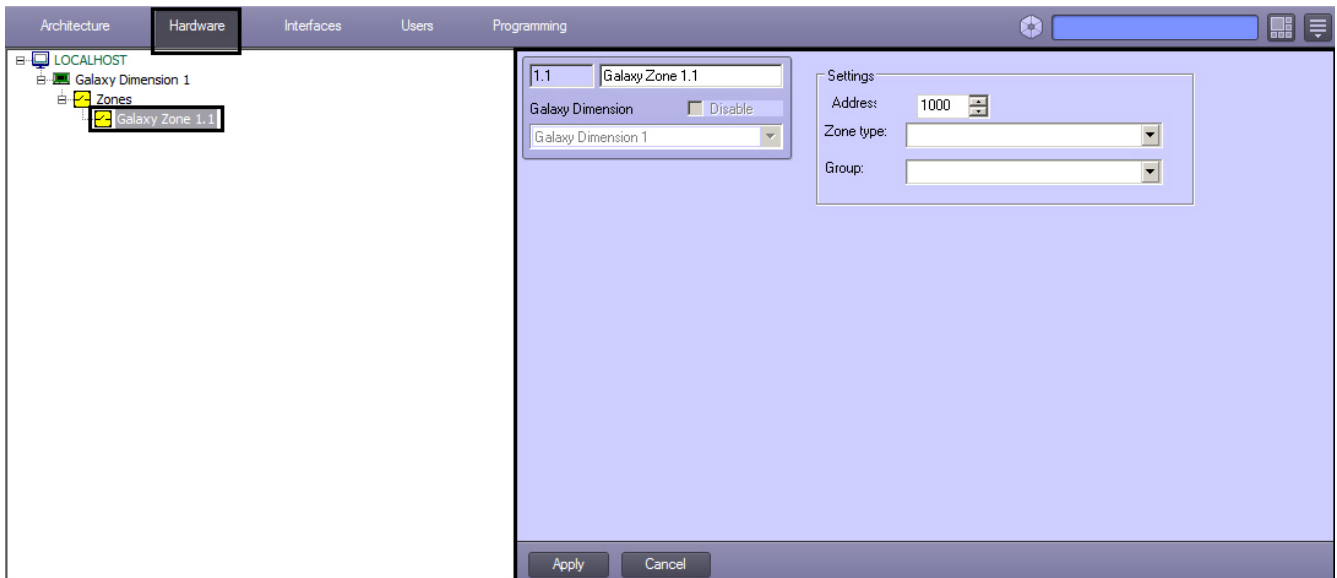 Architecture Hardware Interfaces Users Programming
LOCALHOST
Galaxy Dimension 1
Zones
Galaxy Zone 1.1
1.1 Galaxy Zone 1.1
Galaxy Dimension Disable
Galaxy Dimension 1
Settings
Address: 1000
Zone type:
Group:
Apply Cancel